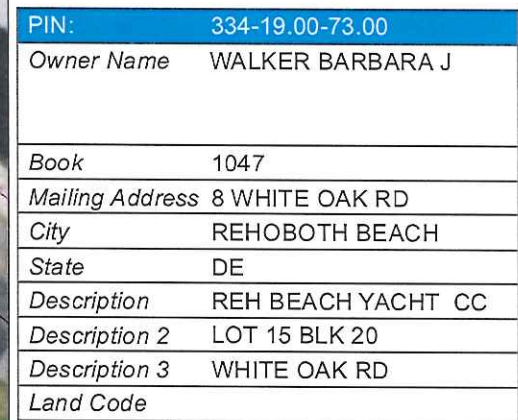 PIN: 334-19.00-73.00
Owner Name WALKER BARBARA J
Book 1047
Mailing Address 8 WHITE OAK RD
City REHOBOTH BEACH
State DE
Description REH BEACH YACHT CC
Description 2 LOT 15 BLK 20
Description 3 WHITE OAK RD
Land Code